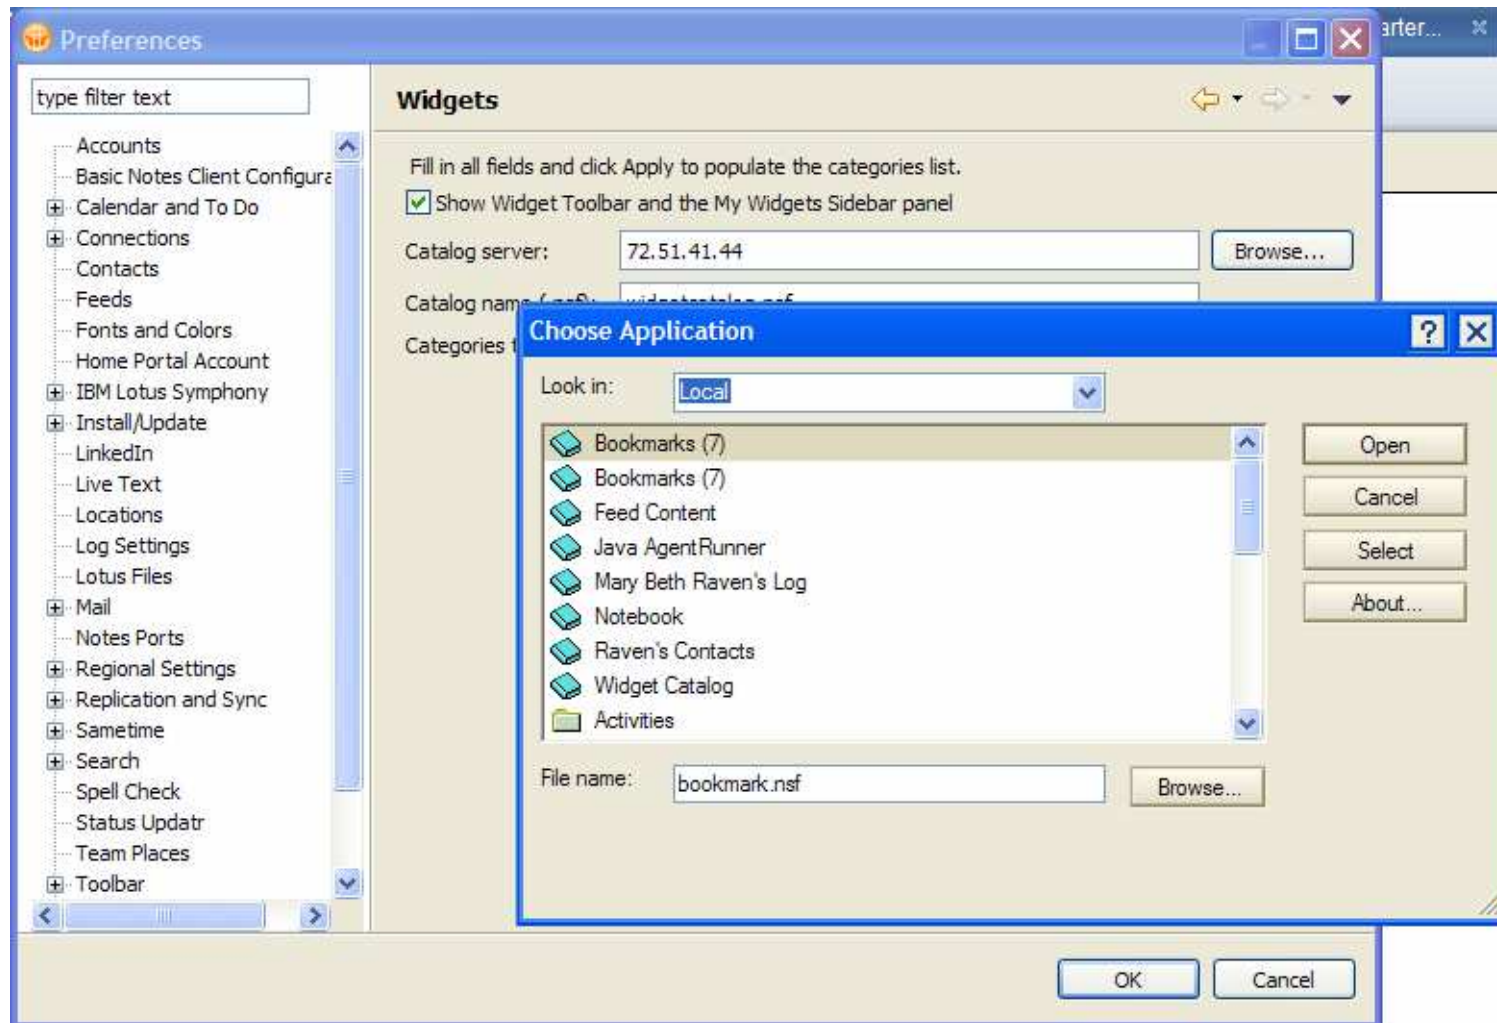 Preferences
arter...
type filter text
Accounts
Basic Notes Client Configura
Calendar and To Do
Connections
Contacts
Feeds
Fonts and Colors
Home Portal Account
IBM Lotus Symphony
Install/Update
LinkedIn
Live Text
Locations
Log Settings
Lotus Files
Mail
Notes Ports
Regional Settings
Replication and Sync
Sametime
Search
Spell Check
Status Updatr
Team Places
Toolbar
Widgets
Fill in all fields and click Apply to populate the categories list.
Show Widget Toolbar and the My Widgets Sidebar panel
Catalog server: 72.51.41.44 Browse...
Catalog name (.nsf): widgetcatalog.nsf
Categories t
Choose Application
Look in: Local
Bookmarks (7)
Bookmarks (7)
Feed Content
Java AgentRunner
Mary Beth Raven's Log
Notebook
Raven's Contacts
Widget Catalog
Activities
Open
Cancel
Select
About...
File name: bookmark.nsf Browse...
OK Cancel